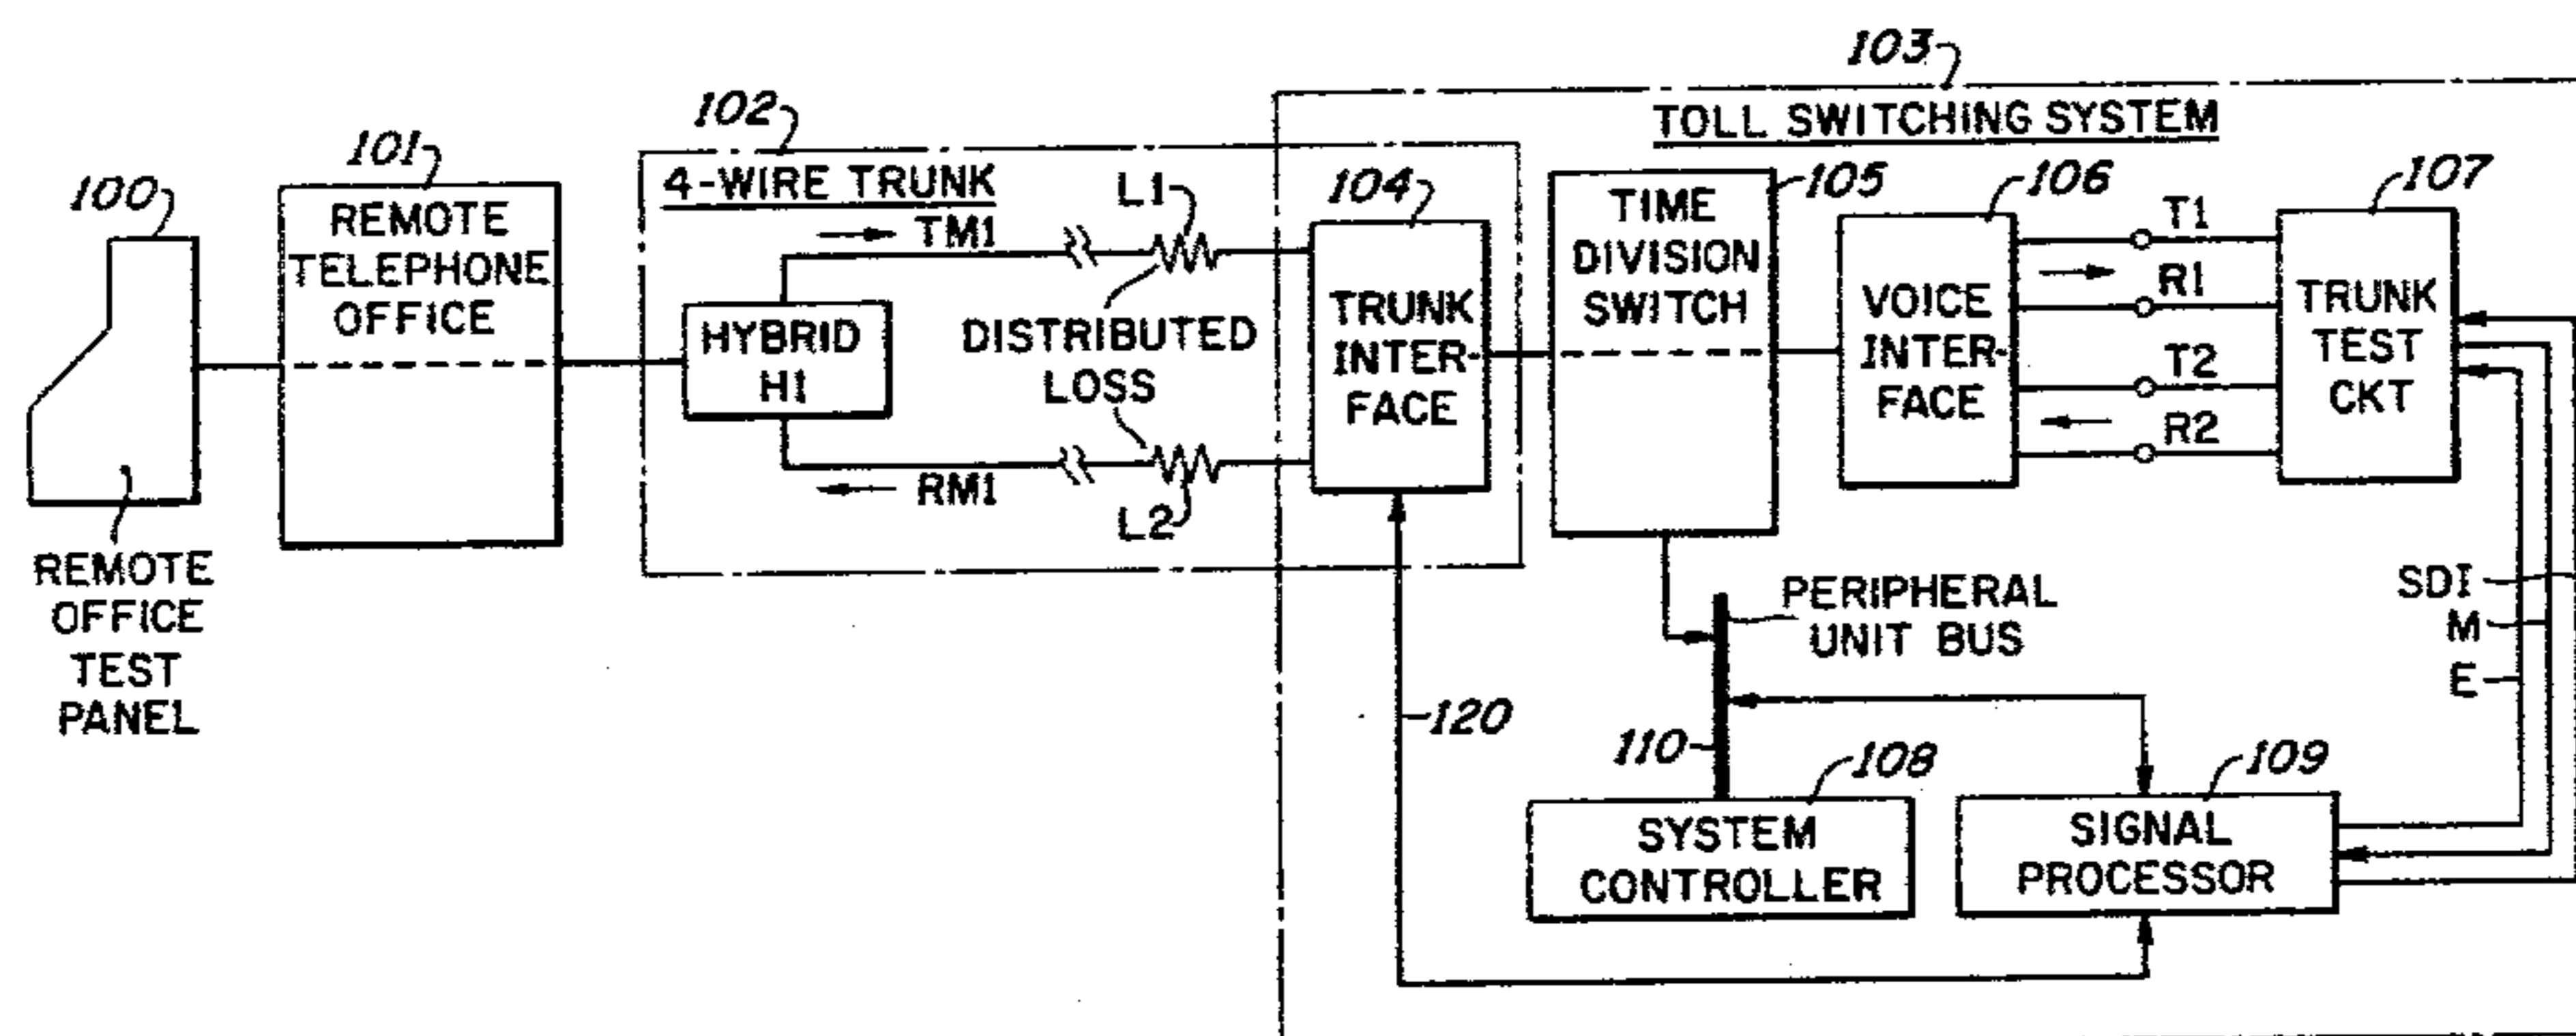 103
TOLL SWITCHING SYSTEM
102
4-WIRE TRUNK
101
REMOTE
TELEPHONE
OFFICE
100
REMOTE
OFFICE
TEST
PANEL
TM1
L1
HYBRID
H1
DISTRIBUTED
LOSS
RM1
L2
104
TRUNK
INTER-
FACE
105
TIME
DIVISION
SWITCH
106
VOICE
INTER-
FACE
T1
R1
T2
R2
107
TRUNK
TEST
CKT
PERIPHERAL
UNIT BUS
SDI
M
E
120
110
108
SYSTEM
CONTROLLER
109
SIGNAL
PROCESSOR